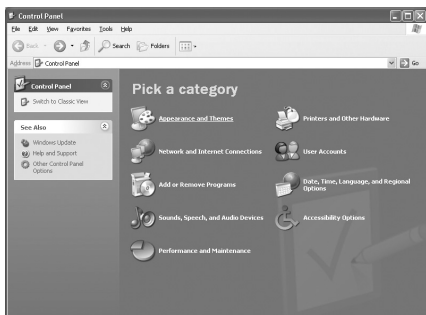 Control Panel
File Edit View Favorites Tools Help
Back Search Folders
Address Control Panel Go
Control Panel
Switch to Classic View
See Also
Windows Update
Help and Support
Other Control Panel
Options
Pick a category
Appearance and Themes
Printers and Other Hardware
Network and Internet Connections
User Accounts
Add or Remove Programs
Date, Time, Language, and Regional
Options
Sounds, Speech, and Audio Devices
Accessibility Options
Performance and Maintenance